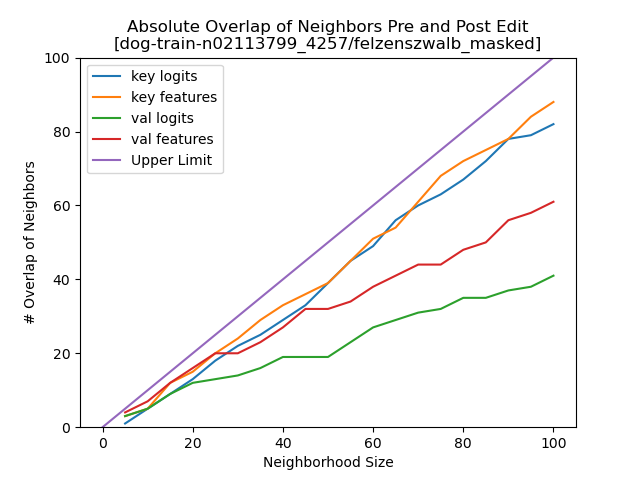 Absolute Overlap of Neighbors Pre and Post Edit
[dog-train-n02113799_4257/felzenszwalb_masked]
key logits
key features
val logits
val features
Upper Limit
# Overlap of Neighbors
100
80
60
40
20
0
0 20 40 60 80 100
Neighborhood Size